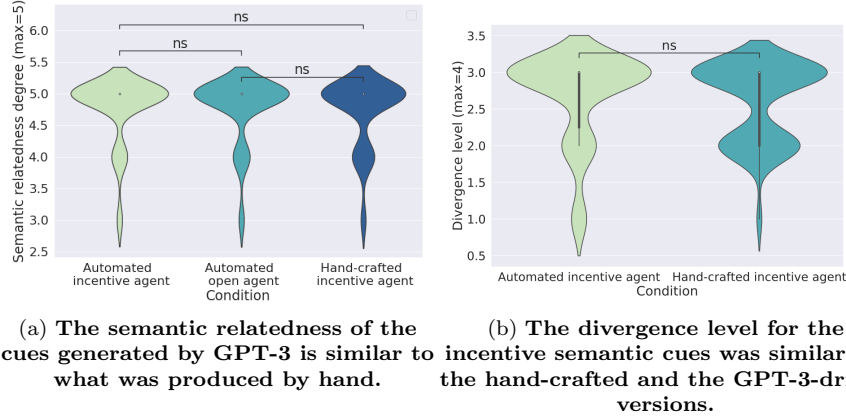 Semantic relatedness degree (max=5)
6.0
5.5
5.0
4.5
4.0
3.5
3.0
2.5
ns
ns
ns
Automated incentive agent
Automated open agent
Hand-crafted incentive agent
Condition
Divergence level (max=4)
3.5
3.0
2.5
2.0
1.5
1.0
0.5
ns
Automated incentive agent
Hand-crafted incentive agent
Condition
(a) The semantic relatedness of the
cues generated by GPT-3 is similar to
what was produced by hand.
(b) The divergence level for the
incentive semantic cues was similar
the hand-crafted and the GPT-3-dr
versions.